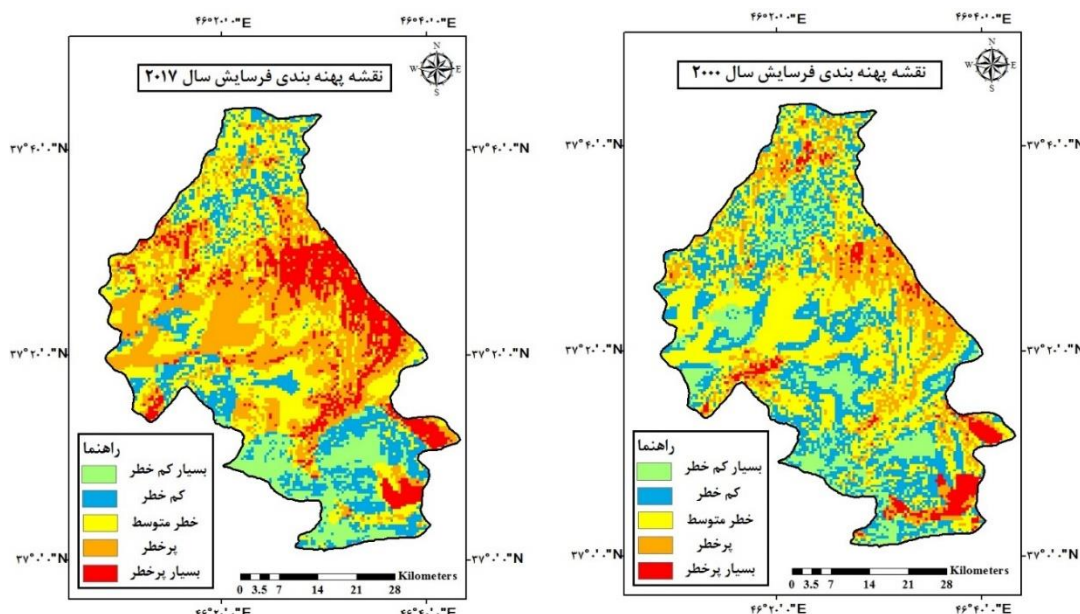 ۴۶°۲۰'۰"E
۴۶°۴۰'۰"E
نقشه پهنه بندی فرسایش سال ۲۰۱۷
N
W
E
S
۳۷°۴۰'۰"N
۳۷°۴۰'۰"N
۳۷°۲۰'۰"N
۳۷°۲۰'۰"N
۳۷°۰'۰"N
۳۷°۰'۰"N
راهنما
بسیار کم خطر
کم خطر
خطر متوسط
پرخطر
بسیار پرخطر
Kilometers
0 3.5 7 14 21 28
۴۶°۲۰'۰"E
۴۶°۴۰'۰"E
۴۶°۲۰'۰"E
۴۶°۴۰'۰"E
نقشه پهنه بندی فرسایش سال ۲۰۰۰
N
W
E
S
۳۷°۴۰'۰"N
۳۷°۴۰'۰"N
۳۷°۲۰'۰"N
۳۷°۲۰'۰"N
۳۷°۰'۰"N
۳۷°۰'۰"N
راهنما
بسیار کم خطر
کم خطر
خطر متوسط
پرخطر
بسیار پرخطر
Kilometers
0 3.5 7 14 21 28
۴۶°۲۰'۰"E
۴۶°۴۰'۰"E